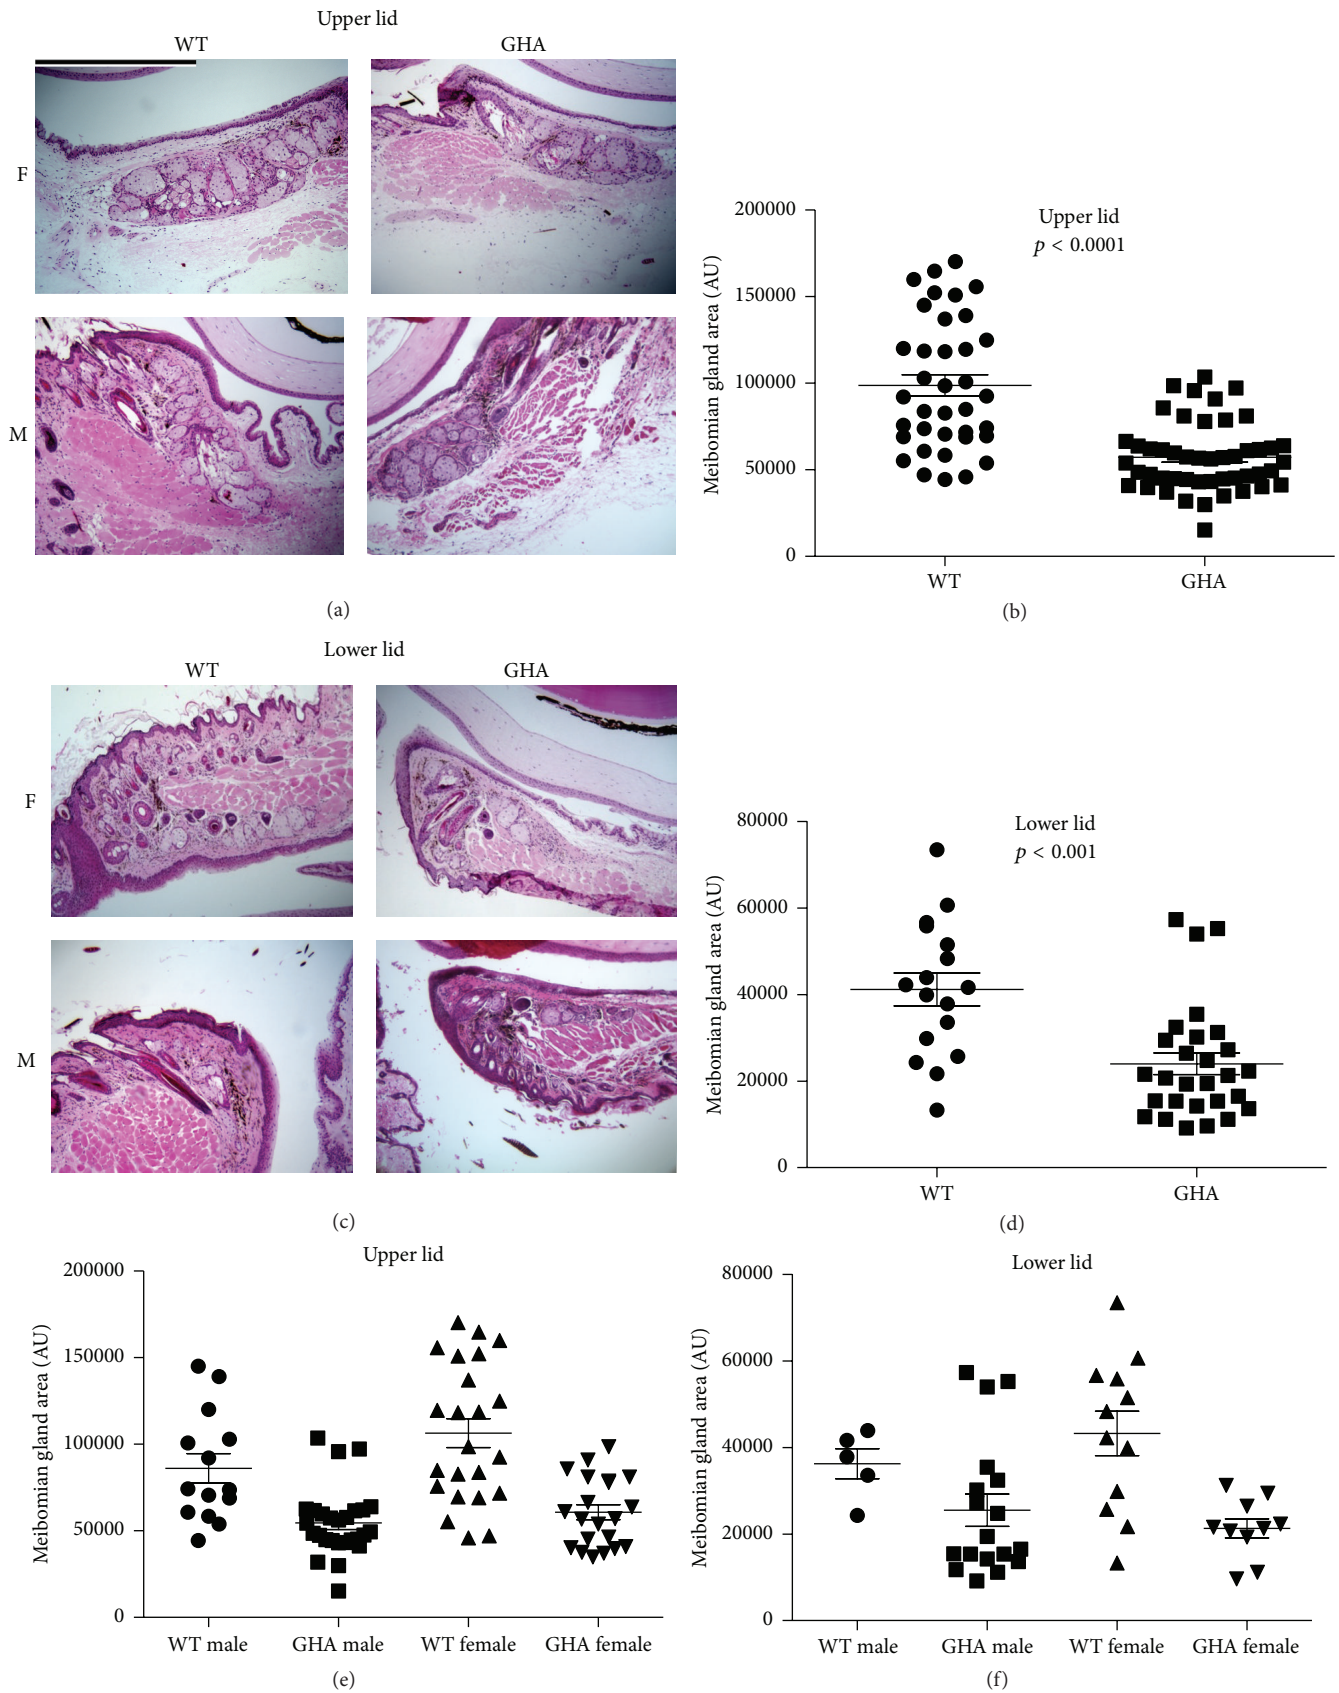 Upper lid
WT GHA
F
M
(a)
Upper lid
p < 0.0001
Meibomian gland area (AU)
200000
150000
100000
50000
0
WT GHA
(b)
Lower lid
WT GHA
F
M
(c)
Lower lid
p < 0.001
Meibomian gland area (AU)
80000
60000
40000
20000
0
WT GHA
(d)
Upper lid
Meibomian gland area (AU)
200000
150000
100000
50000
0
WT male GHA male WT female GHA female
(e)
Lower lid
Meibomian gland area (AU)
80000
60000
40000
20000
0
WT male GHA male WT female GHA female
(f)